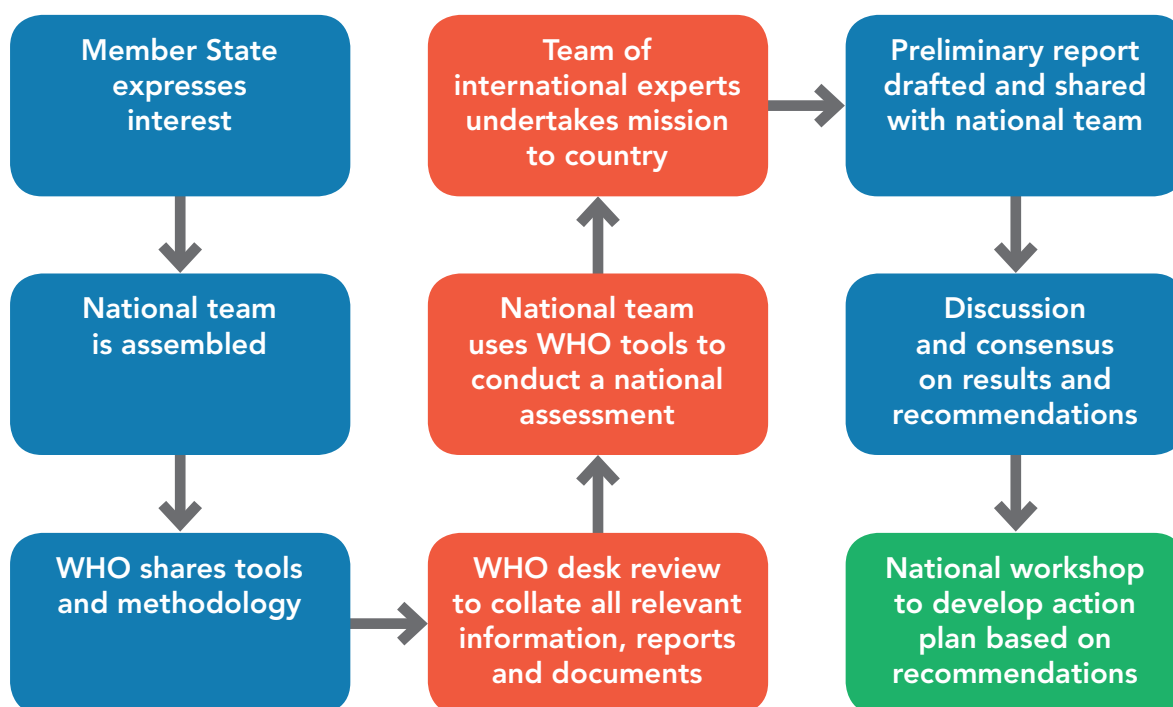 Member State
expresses
interest
National team
is assembled
WHO shares tools
and methodology
WHO desk review
to collate all relevant
information, reports
and documents
National team
uses WHO tools to
conduct a national
assessment
Team of
international experts
undertakes mission
to country
Preliminary report
drafted and shared
with national team
Discussion
and consensus
on results and
recommendations
National workshop
to develop action
plan based on
recommendations